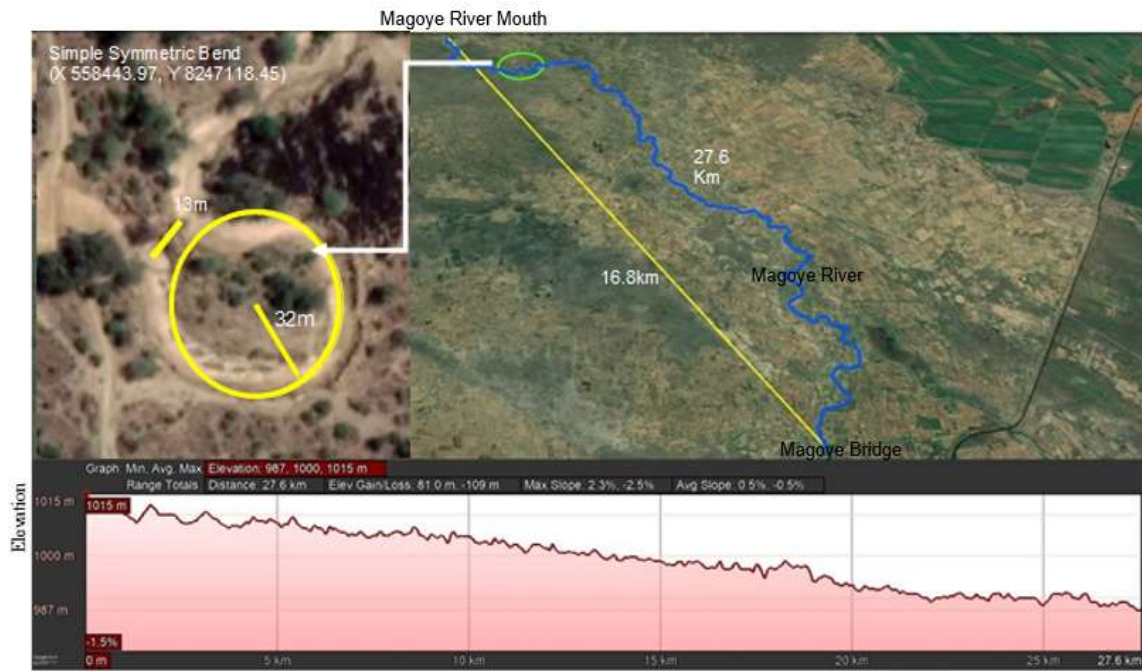 Magoye River Mouth
Simple Symmetric Bend
(X 558443.97, Y 8247118.45)
13m
32m
27.6
Km
16.8km
Magoye River
Magoye Bridge
Graph: Min, Avg, Max Elevation: 987, 1000, 1015 m
Range Totals Distance: 27.6 km Elev Gain/Loss: 81.0 m, -109 m Max Slope: 2.3%, -2.5% Avg Slope: 0.5%, -0.5%
Elevation
1015 m
1015 m
1000 m
987 m
-1.5%
0 m 5 km 10 km 15 km 20 km 25 km 27.6 km